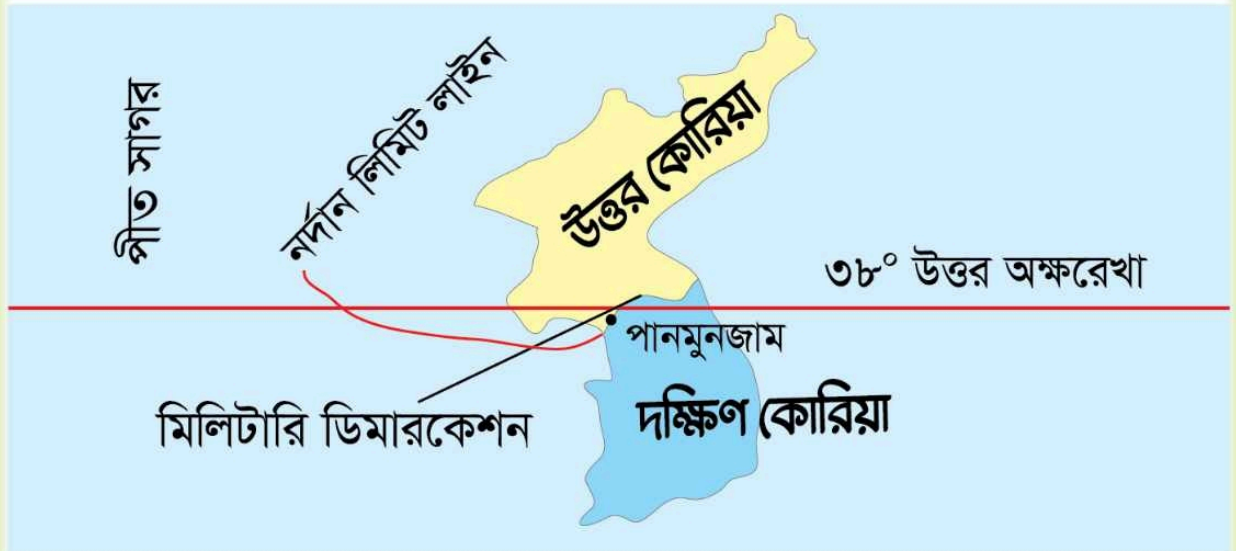 পীত সাগর
নর্দান লিমিট লাইন
উত্তর কোরিয়া
৩৮° উত্তর অক্ষরেখা
পানমুনজাম
মিলিটারি ডিমারকেশন
দক্ষিণ কোরিয়া